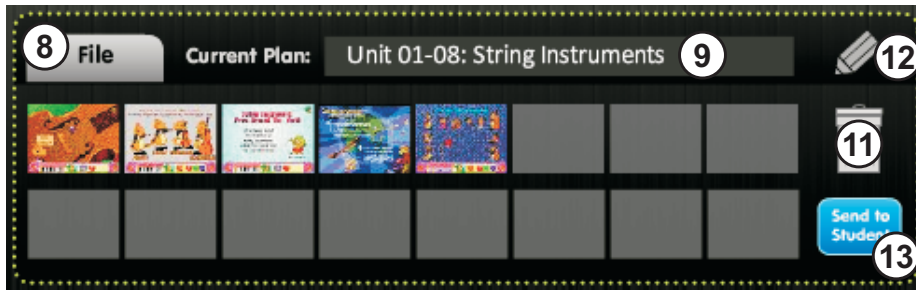 8 File Current Plan: Unit 01-08: String Instruments 9 12
11
Send to
Student
13